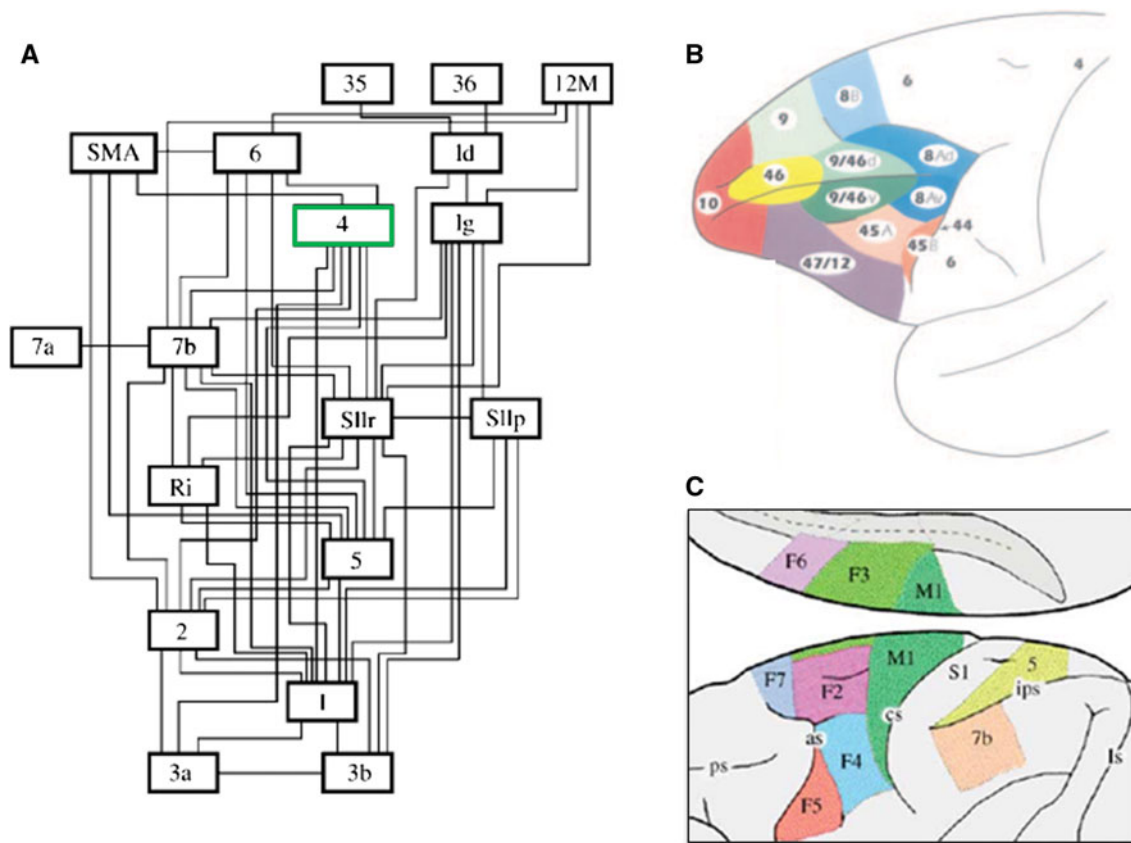 A
35 36 12M
SMA 6 Id
4 Ig
7a 7b
SIIr SIIp
Ri
5
2
1
3a 3b
B
6 4
8B
9
9/46d 8Ad
46
9/46v 8Av
10
45A 44
45B
47/12 6
C
F6 F3 M1
M1 5
F7 F2 S1 ips
cs
as 7b
ps F4 ls
F5